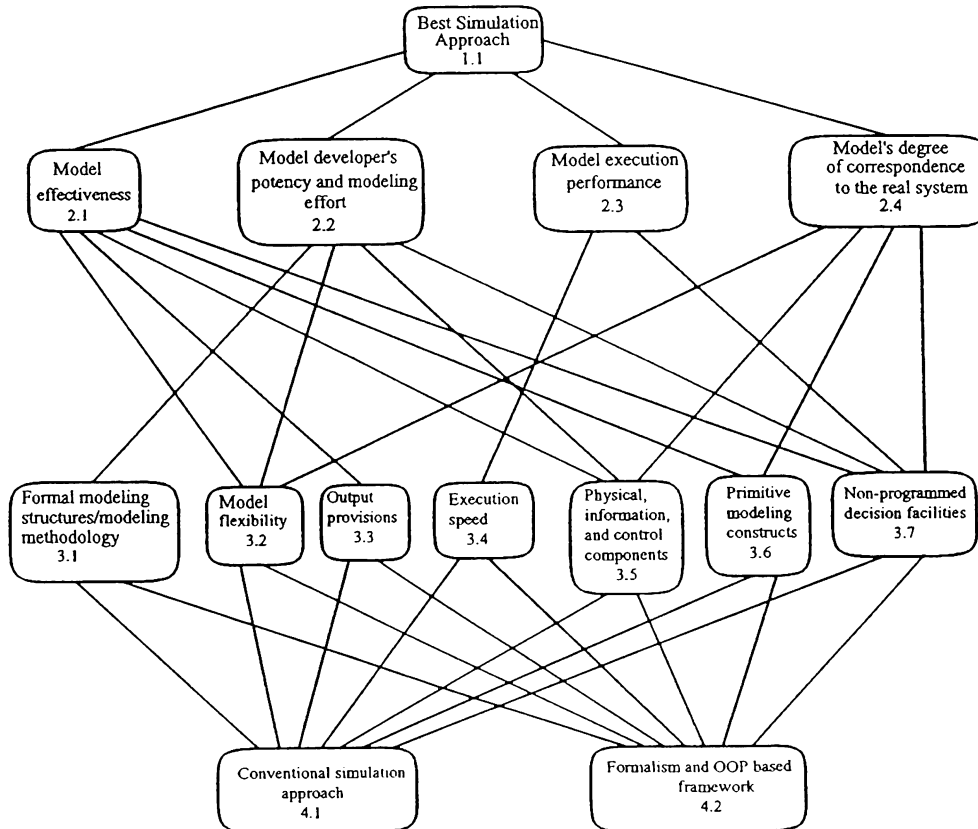 Best Simulation
Approach
1.1
Model
effectiveness
2.1
Model developer's
potency and modeling
effort
2.2
Model execution
performance
2.3
Model's degree
of correspondence
to the real system
2.4
Formal modeling
structures/modeling
methodology
3.1
Model
flexibility
3.2
Output
provisions
3.3
Execution
speed
3.4
Physical,
information,
and control
components
3.5
Primitive
modeling
constructs
3.6
Non-programmed
decision facilities
3.7
Conventional simulation
approach
4.1
Formalism and OOP based
framework
4.2